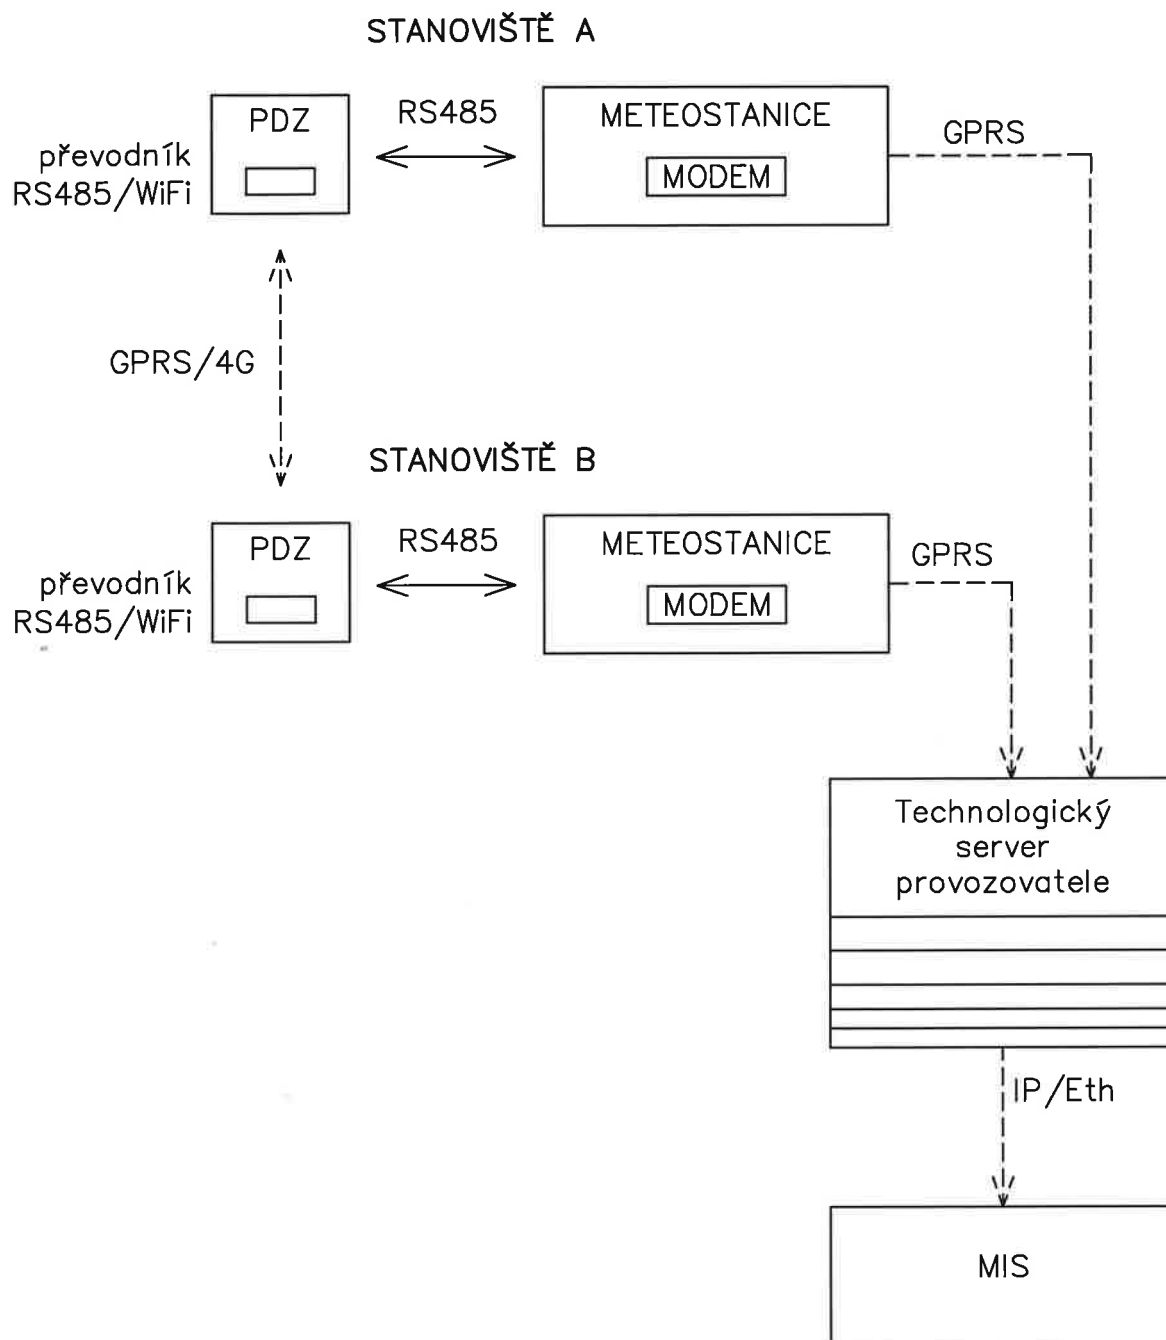 STANOVIŠTĚ A
PDZ
RS485
METEOSTANICE
GPRS
převodník
RS485/WiFi
MODEM
GPRS/4G
STANOVIŠTĚ B
PDZ
RS485
METEOSTANICE
GPRS
převodník
RS485/WiFi
MODEM
Technologický
server
provozovatele
IP/Eth
MIS